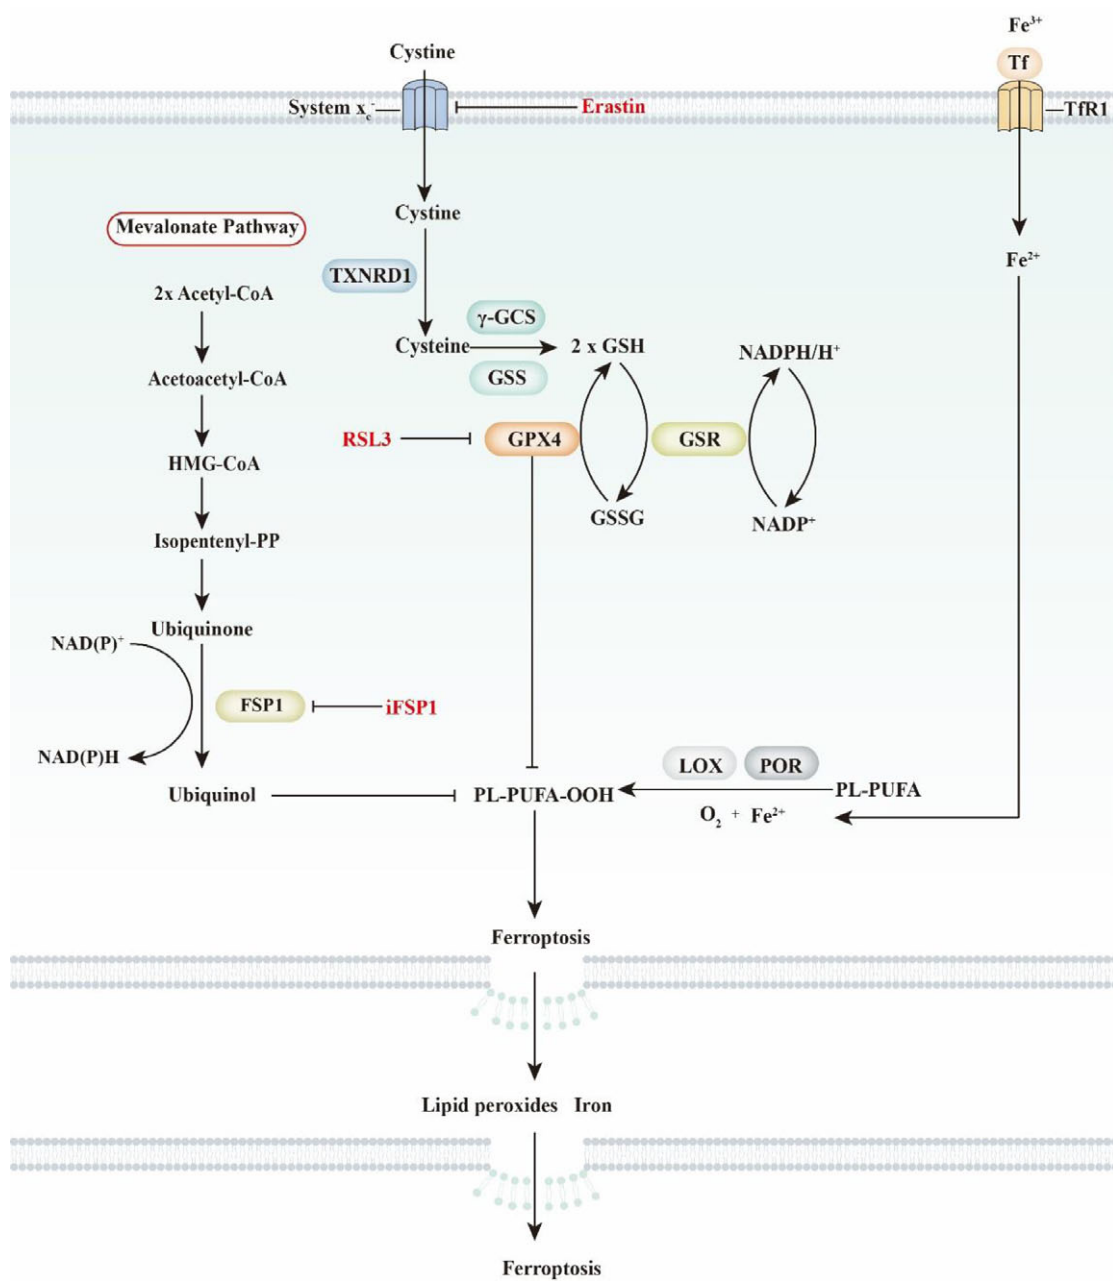 Fe³⁺
Cystine
Tf
System x꜀⁻
Erastin
TfR1
Cystine
Mevalonate Pathway
Fe²⁺
TXNRD1
2x Acetyl-CoA
γ-GCS
Cysteine
2 x GSH
NADPH/H⁺
Acetoacetyl-CoA
GSS
RSL3
GPX4
GSR
HMG-CoA
GSSG
NADP⁺
Isopentenyl-PP
Ubiquinone
NAD(P)⁺
FSP1
iFSP1
NAD(P)H
LOX
POR
Ubiquinol
PL-PUFA-OOH
PL-PUFA
O₂ + Fe²⁺
Ferroptosis
Lipid peroxides Iron
Ferroptosis